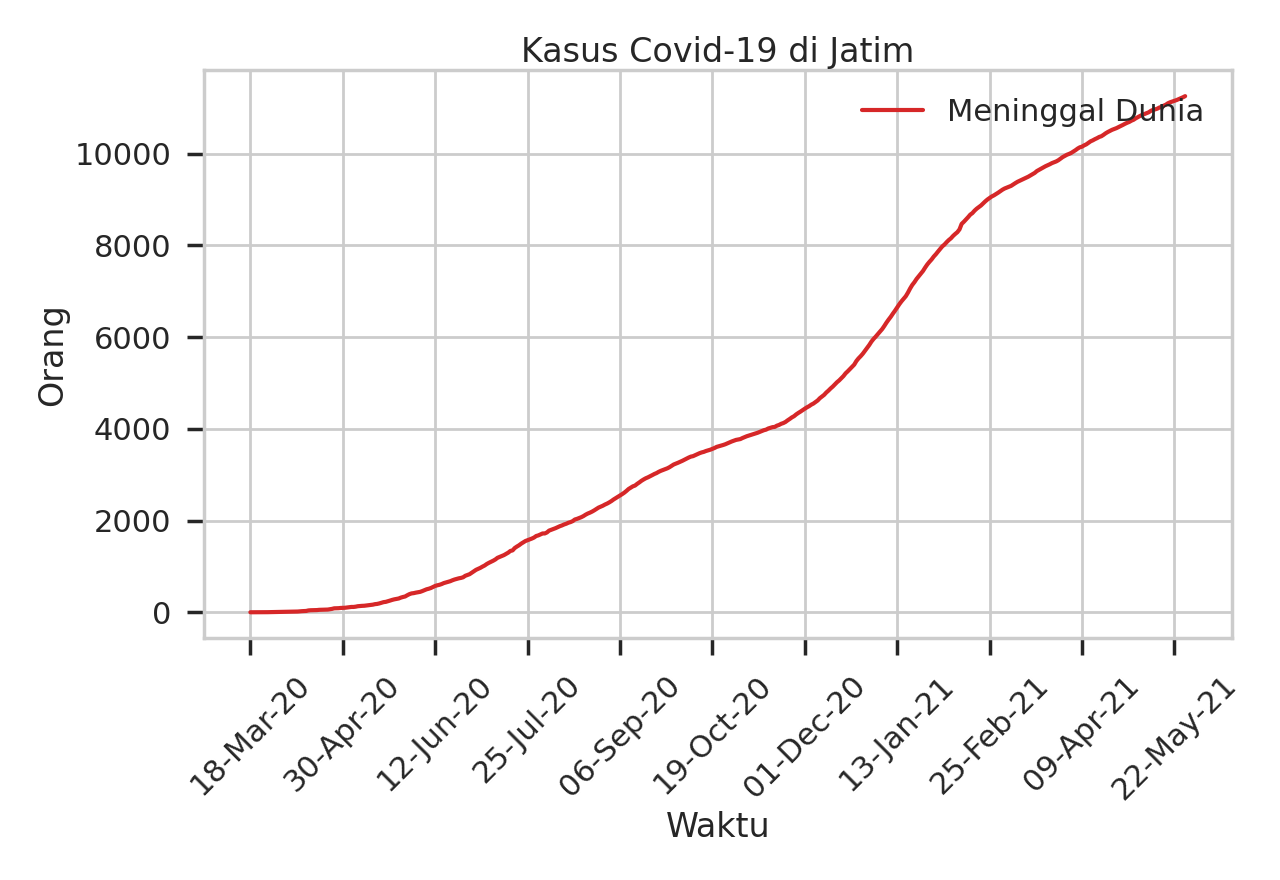 Kasus Covid-19 di Jatim
Meninggal Dunia
Orang
10000
8000
6000
4000
2000
0
18-Mar-20
30-Apr-20
12-Jun-20
25-Jul-20
06-Sep-20
19-Oct-20
01-Dec-20
13-Jan-21
25-Feb-21
09-Apr-21
22-May-21
Waktu